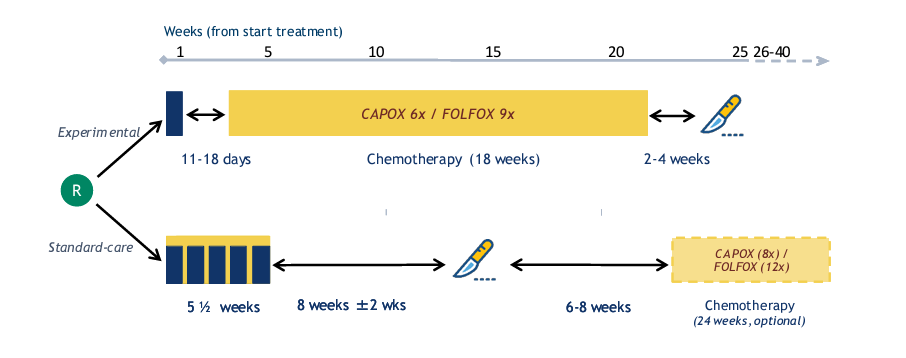 Weeks (from start treatment)
1 5 10 15 20 25 26-40
CAPOX 6x / FOLFOX 9x
Experimental
11-18 days Chemotherapy (18 weeks) 2-4 weeks
R
Standard-care
CAPOX (8x) /
FOLFOX (12x)
5 ½ weeks 8 weeks ±2 wks 6-8 weeks Chemotherapy
(24 weeks, optional)